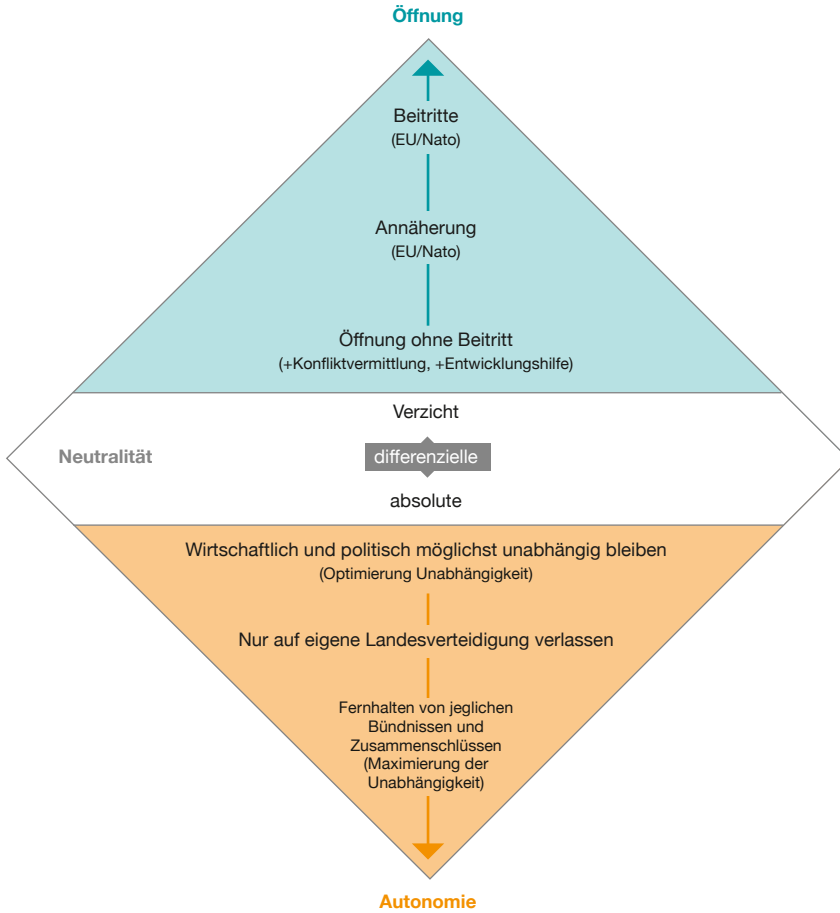 Öffnung
Beitritte
(EU/Nato)
Annäherung
(EU/Nato)
Öffnung ohne Beitritt
(+Konfliktvermittlung, +Entwicklungshilfe)
Verzicht
Neutralität
differenzielle
absolute
Wirtschaftlich und politisch möglichst unabhängig bleiben
(Optimierung Unabhängigkeit)
Nur auf eigene Landesverteidigung verlassen
Fernhalten von jeglichen
Bündnissen und
Zusammenschlüssen
(Maximierung der
Unabhängigkeit)
Autonomie